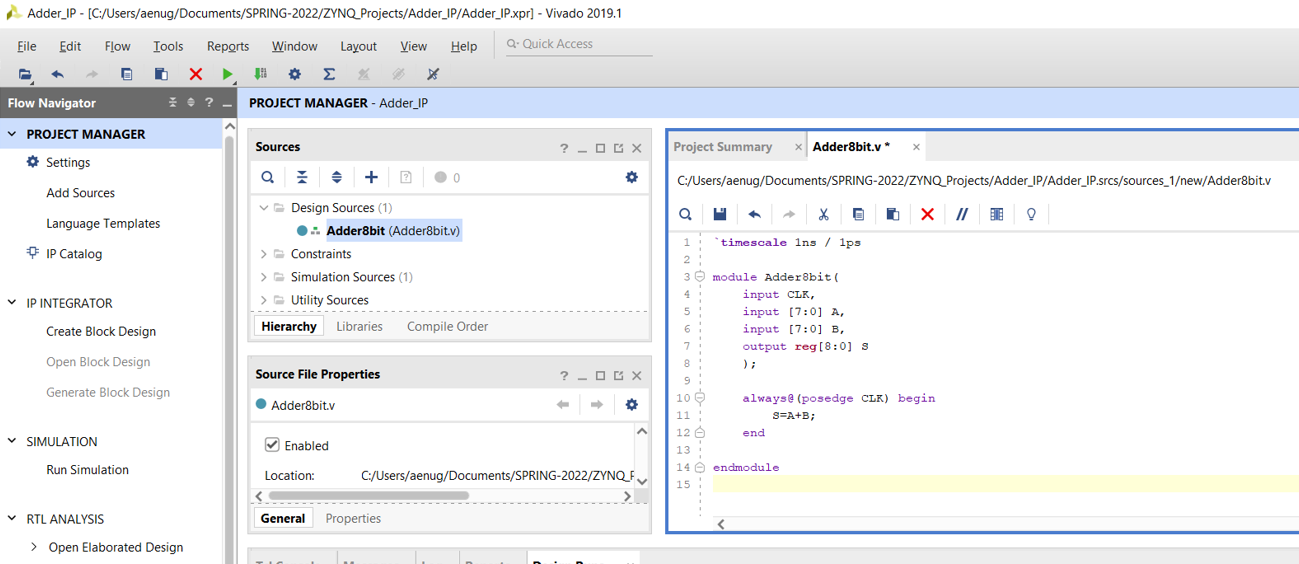 Adder_IP - [C:/Users/aenug/Documents/SPRING-2022/ZYNQ_Projects/Adder_IP/Adder_IP.xpr] - Vivado 2019.1
File Edit Flow Tools Reports Window Layout View Help Quick Access
Flow Navigator
PROJECT MANAGER
Settings
Add Sources
Language Templates
IP Catalog
IP INTEGRATOR
Create Block Design
Open Block Design
Generate Block Design
SIMULATION
Run Simulation
RTL ANALYSIS
Open Elaborated Design
PROJECT MANAGER - Adder_IP
Sources
0
Design Sources (1)
Adder8bit (Adder8bit.v)
Constraints
Simulation Sources (1)
Utility Sources
Hierarchy Libraries Compile Order
Source File Properties
Adder8bit.v
Enabled
Location: C:/Users/aenug/Documents/SPRING-2022/ZYNQ_P
General Properties
Project Summary Adder8bit.v *
C:/Users/aenug/Documents/SPRING-2022/ZYNQ_Projects/Adder_IP/Adder_IP.srcs/sources_1/new/Adder8bit.v
1 `timescale 1ns / 1ps
2
3 module Adder8bit(
4 input CLK,
5 input [7:0] A,
6 input [7:0] B,
7 output reg[8:0] S
8 );
9
10 always@(posedge CLK) begin
11 S=A+B;
12 end
13
14 endmodule
15